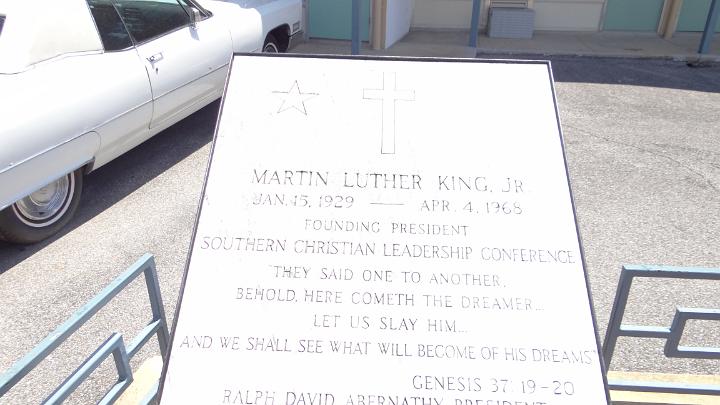 MARTIN LUTHER KING, JR.
JAN. 15, 1929 — APR. 4, 1968
FOUNDING PRESIDENT
SOUTHERN CHRISTIAN LEADERSHIP CONFERENCE
"THEY SAID ONE TO ANOTHER,
BEHOLD, HERE COMETH THE DREAMER...
LET US SLAY HIM...
AND WE SHALL SEE WHAT WILL BECOME OF HIS DREAMS"
GENESIS 37: 19-20
RALPH DAVID ABERNATHY PRESIDENT